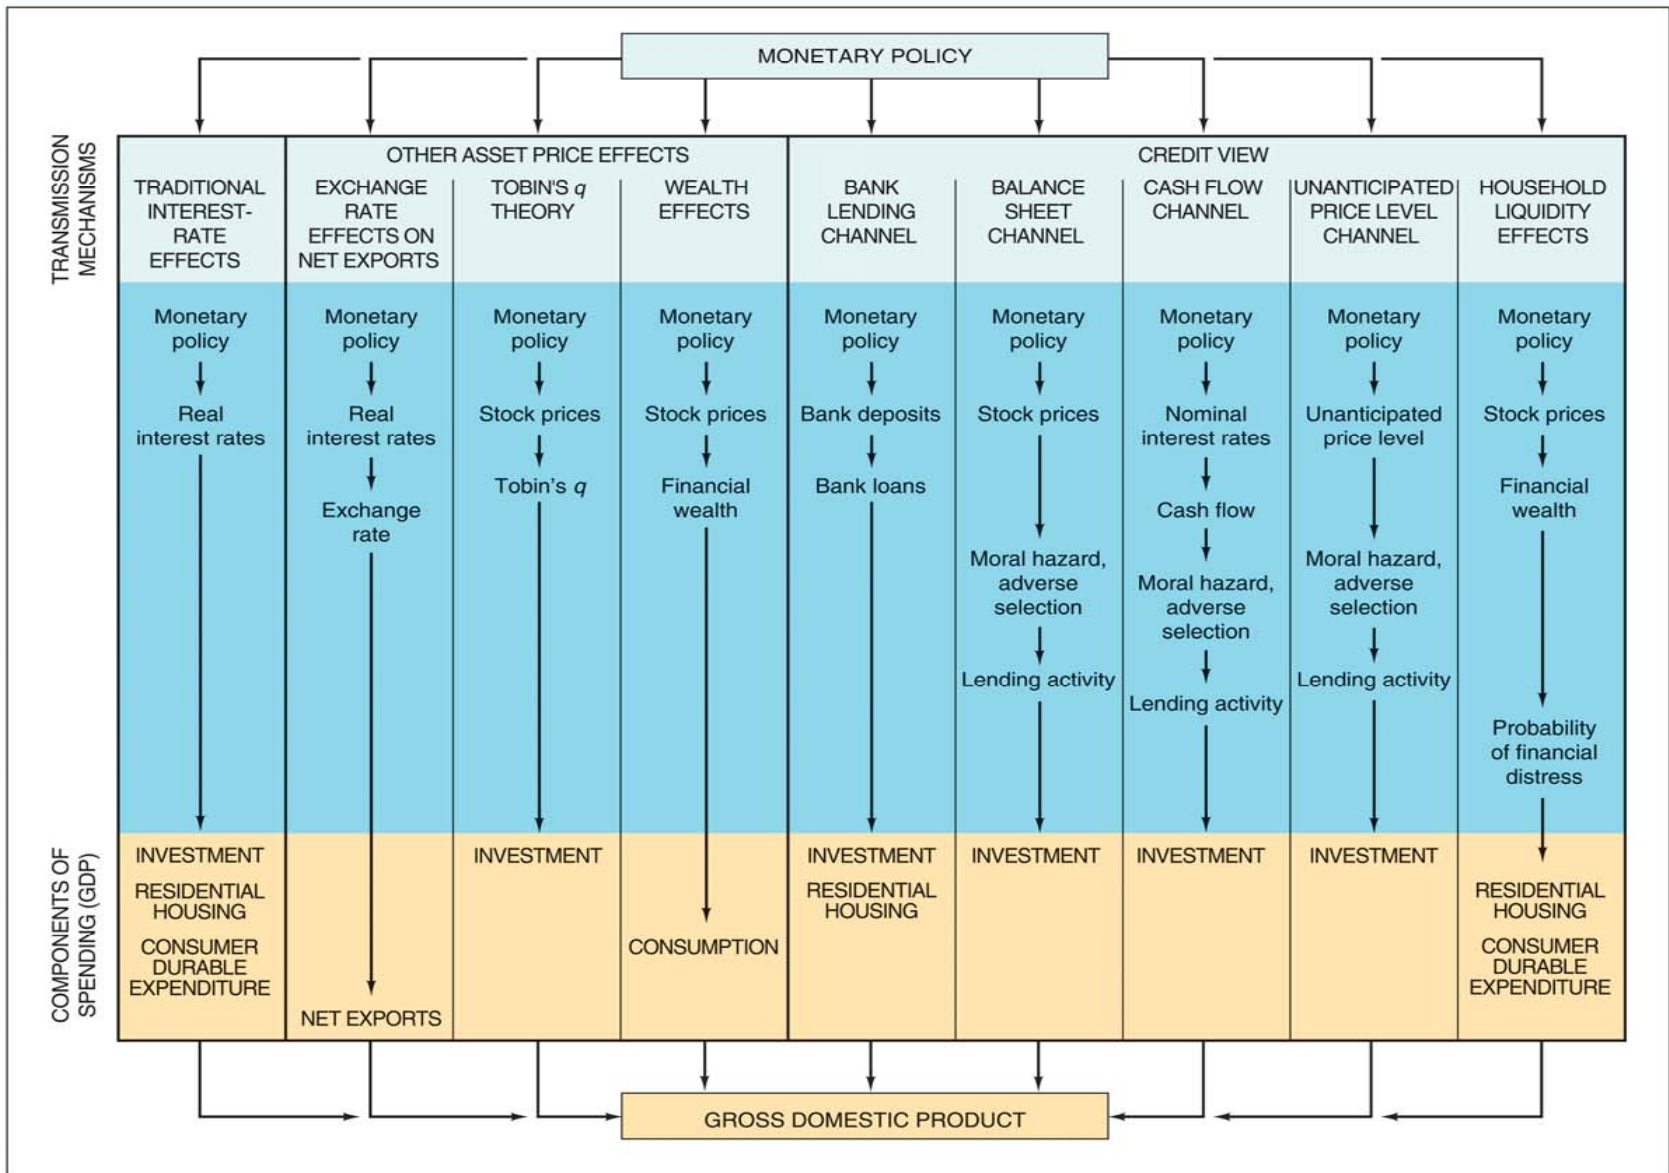 MONETARY POLICY
TRANSMISSION
MECHANISMS
OTHER ASSET PRICE EFFECTS
CREDIT VIEW
TRADITIONAL
INTEREST-
RATE
EFFECTS
EXCHANGE
RATE
EFFECTS ON
NET EXPORTS
TOBIN'S q
THEORY
WEALTH
EFFECTS
BANK
LENDING
CHANNEL
BALANCE
SHEET
CHANNEL
CASH FLOW
CHANNEL
UNANTICIPATED
PRICE LEVEL
CHANNEL
HOUSEHOLD
LIQUIDITY
EFFECTS
Monetary
policy
Real
interest rates
Monetary
policy
Real
interest rates
Exchange
rate
Monetary
policy
Stock prices
Tobin's q
Monetary
policy
Stock prices
Financial
wealth
Monetary
policy
Bank deposits
Bank loans
Monetary
policy
Stock prices
Moral hazard,
adverse
selection
Lending activity
Monetary
policy
Nominal
interest rates
Cash flow
Moral hazard,
adverse
selection
Lending activity
Monetary
policy
Unanticipated
price level
Moral hazard,
adverse
selection
Lending activity
Monetary
policy
Stock prices
Financial
wealth
Probability
of financial
distress
COMPONENTS OF
SPENDING (GDP)
INVESTMENT
RESIDENTIAL
HOUSING
CONSUMER
DURABLE
EXPENDITURE
NET EXPORTS
INVESTMENT
CONSUMPTION
INVESTMENT
RESIDENTIAL
HOUSING
INVESTMENT
INVESTMENT
INVESTMENT
RESIDENTIAL
HOUSING
CONSUMER
DURABLE
EXPENDITURE
GROSS DOMESTIC PRODUCT